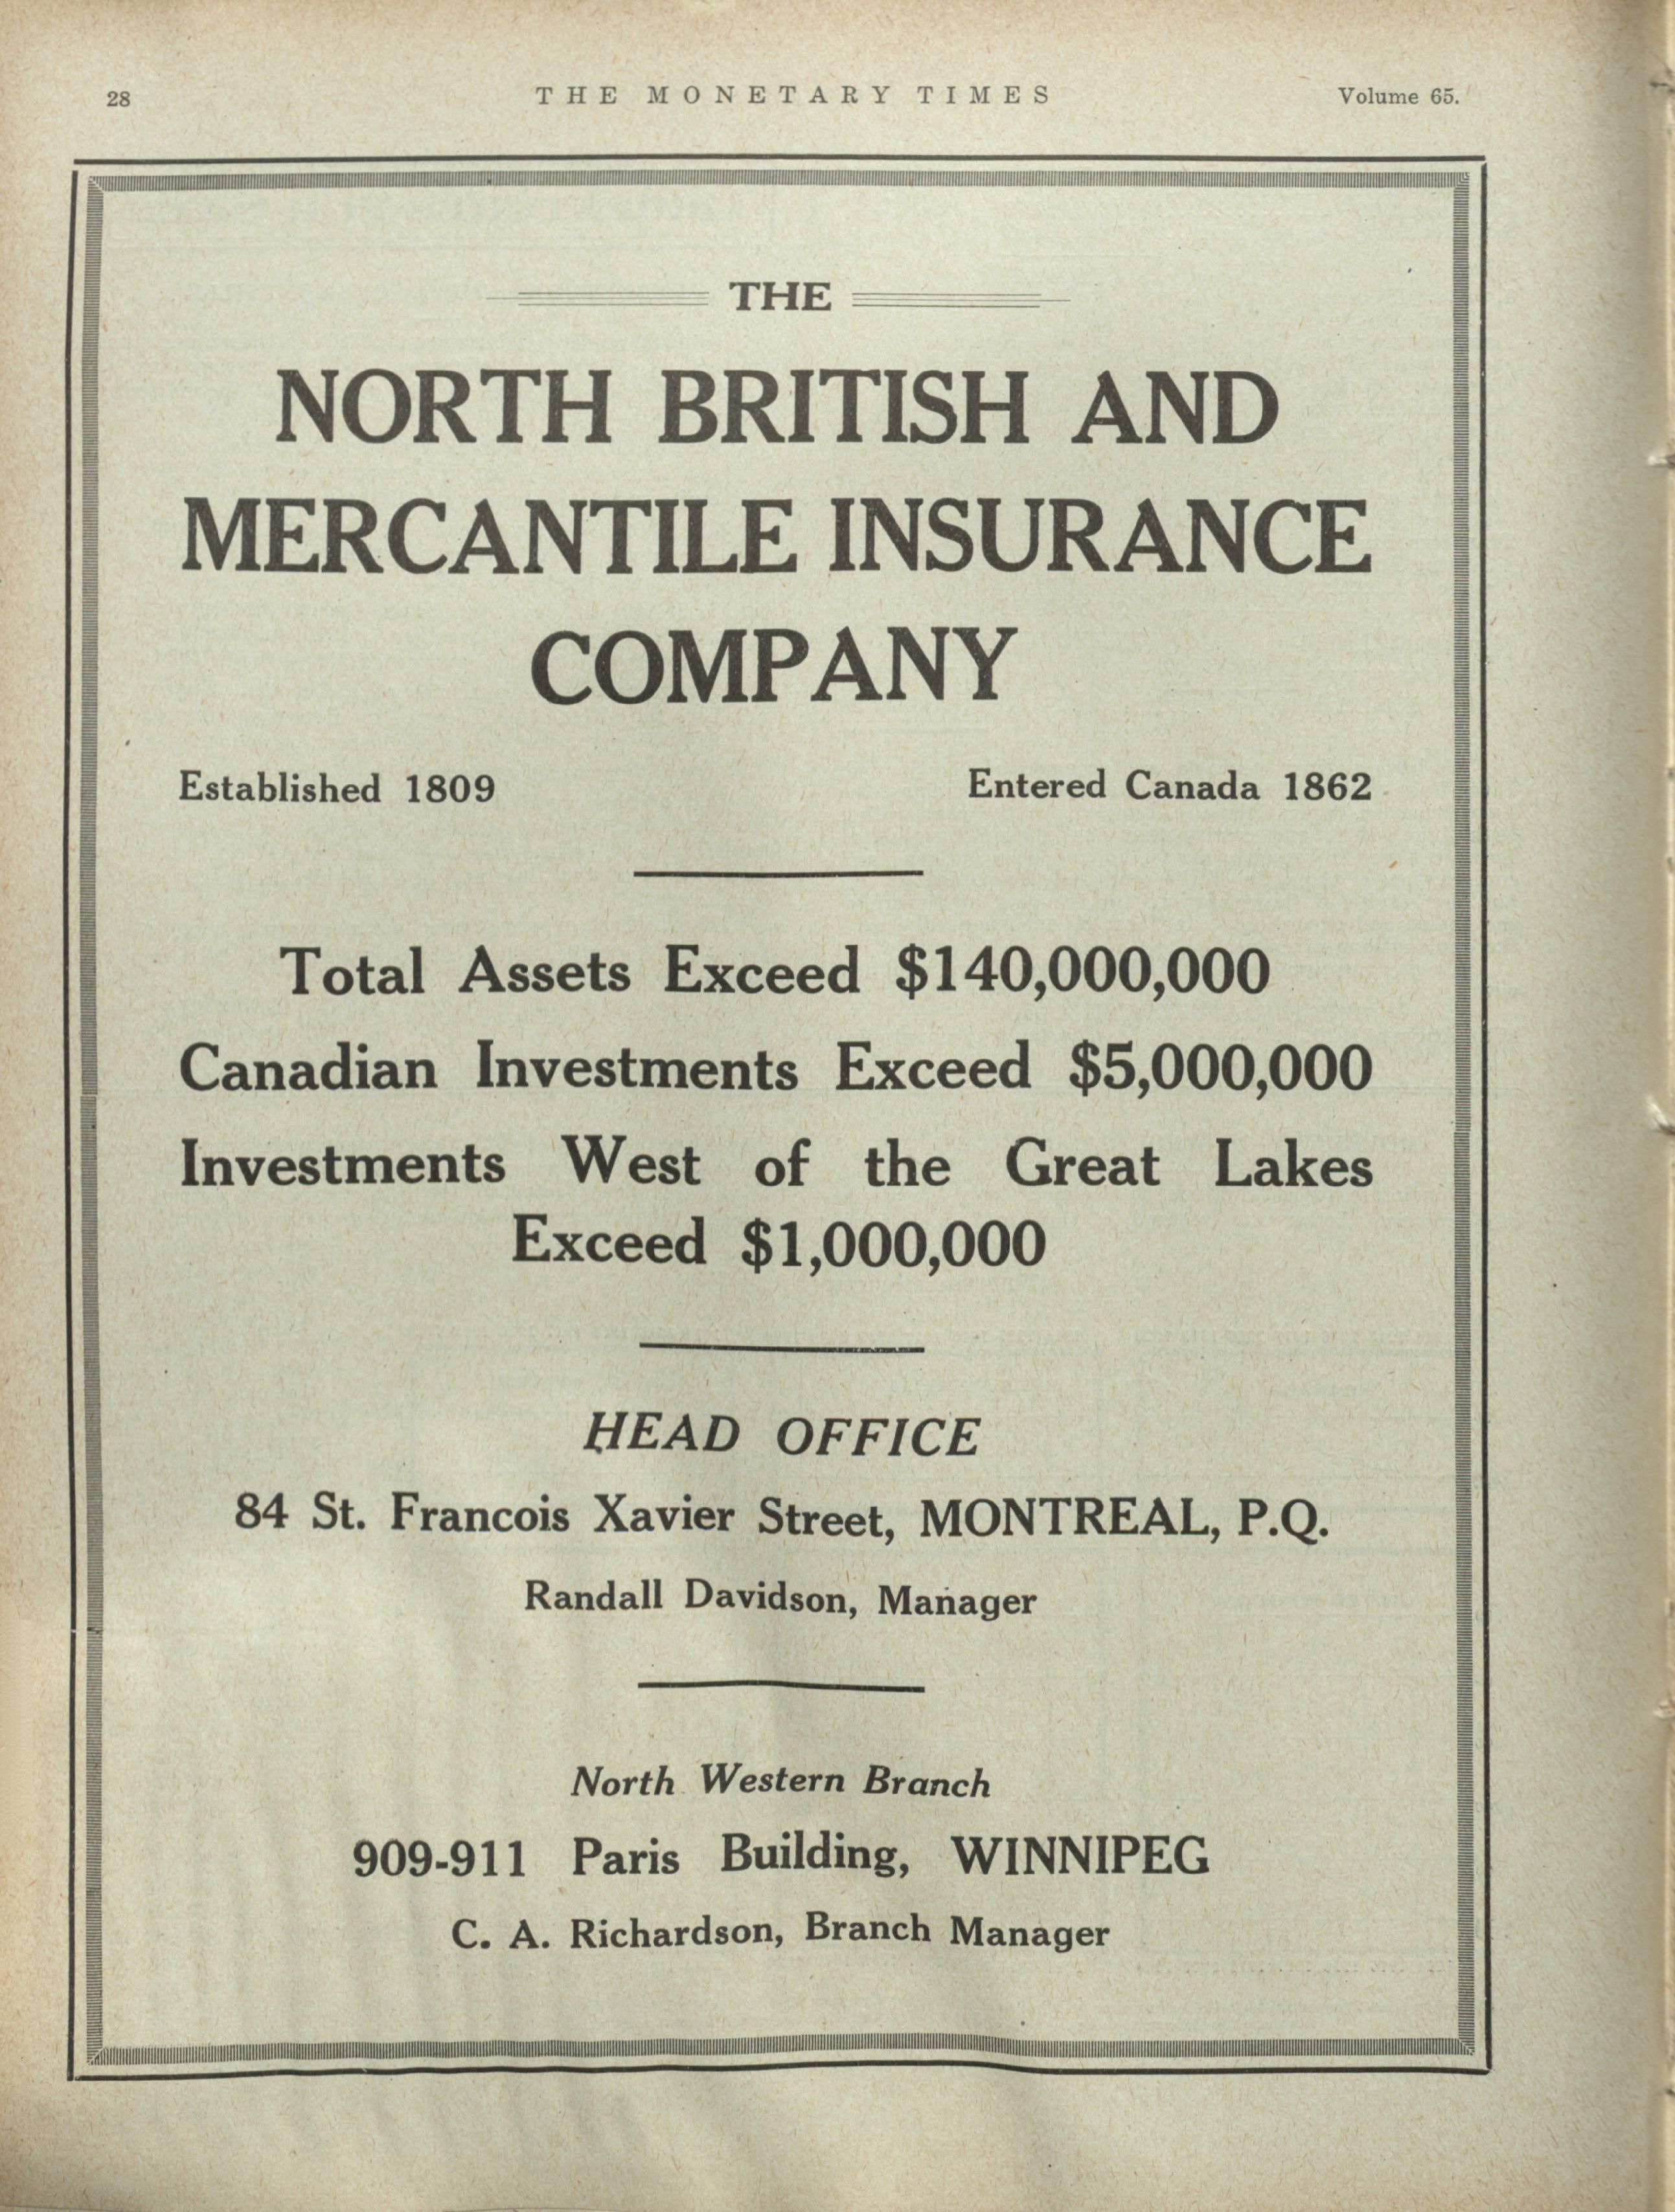 28
THE MONETARY TIMES
Volume 65.
THE
NORTH BRITISH AND
MERCANTILE INSURANCE
COMPANY
Established 1809
Entered Canada 1862
Total Assets Exceed $140,000,000
Canadian Investments Exceed $5,000,000
Investments West of the Great Lakes
Exceed $1,000,000
HEAD OFFICE
84 St. Francois Xavier Street, MONTREAL, P.Q.
Randall Davidson, Manager
North Western Branch
909-911 Paris Building, WINNIPEG
C. A. Richardson, Branch Manager